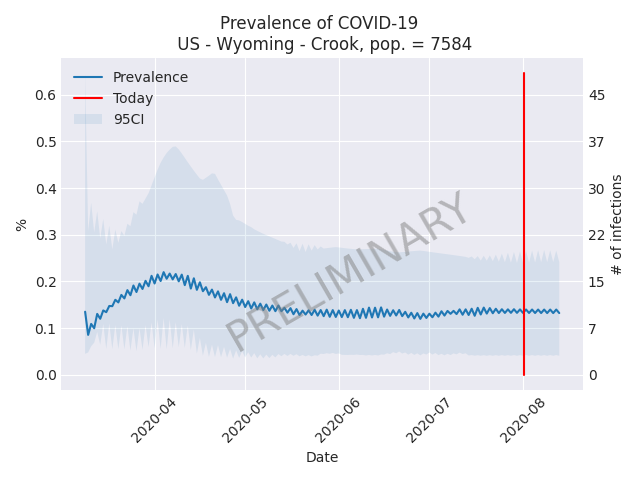 Prevalence of COVID-19
US - Wyoming - Crook, pop. = 7584
Prevalence
Today
95CI
0.6
0.5
0.4
0.3
0.2
0.1
0.0
%
45
37
30
22
15
7
0
# of infections
PRELIMINARY
2020-04
2020-05
2020-06
2020-07
2020-08
Date